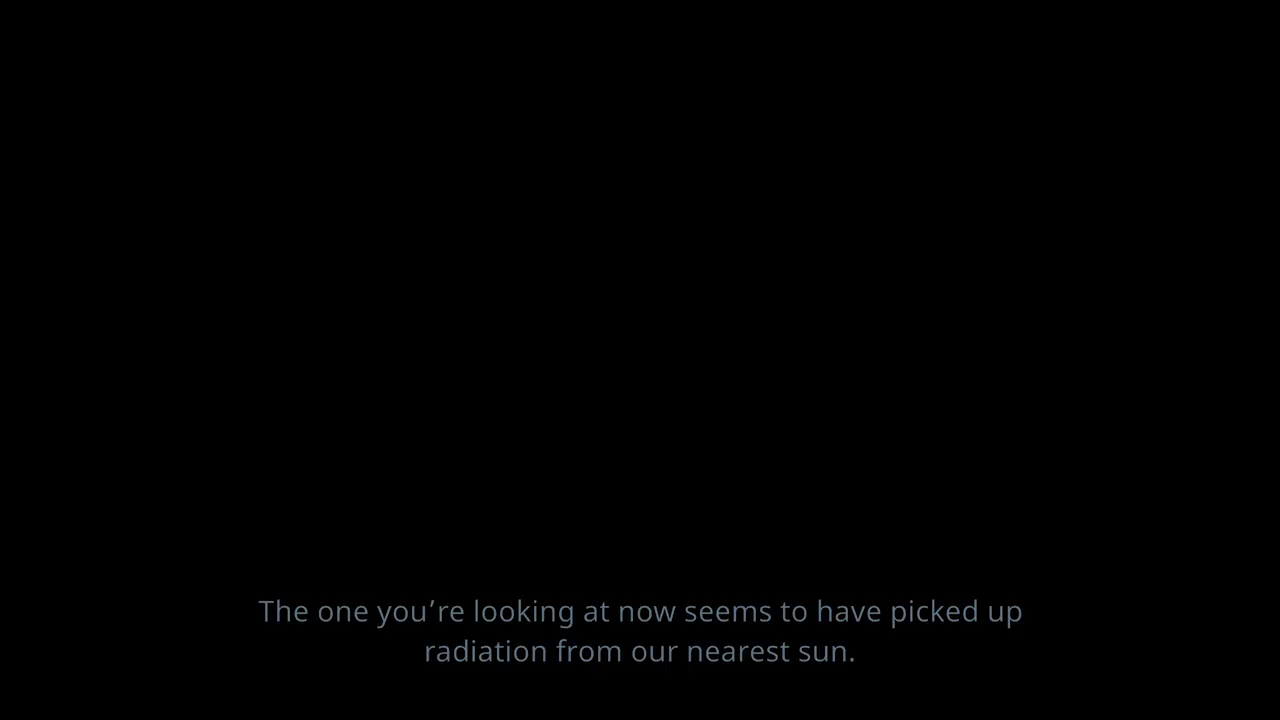 The one you’re looking at now seems to have picked up
radiation from our nearest sun.